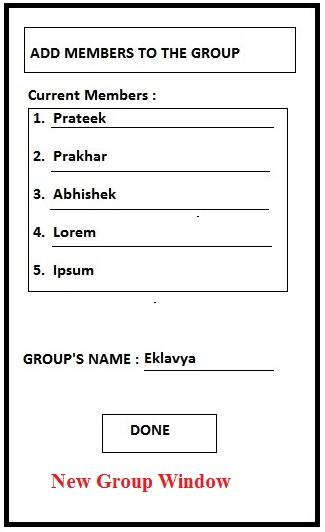 ADD MEMBERS TO THE GROUP
Current Members :
1. Prateek
2. Prakhar
3. Abhishek
4. Lorem
5. Ipsum
GROUP'S NAME : Eklavya
DONE
New Group Window